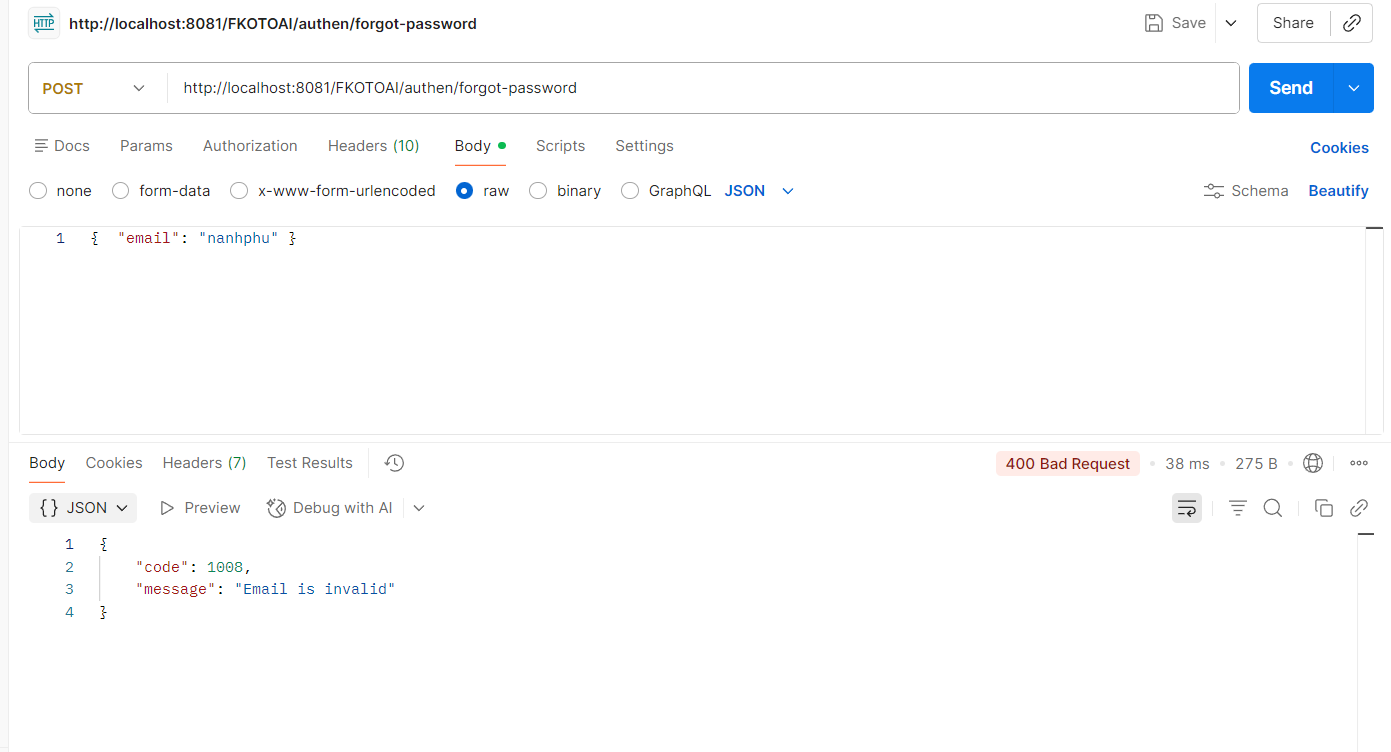 HTTP http://localhost:8081/FKOTOAI/authen/forgot-password Save Share
POST http://localhost:8081/FKOTOAI/authen/forgot-password Send
Docs Params Authorization Headers (10) Body Scripts Settings Cookies
none form-data x-www-form-urlencoded raw binary GraphQL JSON Schema Beautify
1 { "email": "nanhphu" }
Body Cookies Headers (7) Test Results 400 Bad Request 38 ms 275 B
{} JSON Preview Debug with AI
1 {
2 "code": 1008,
3 "message": "Email is invalid"
4 }